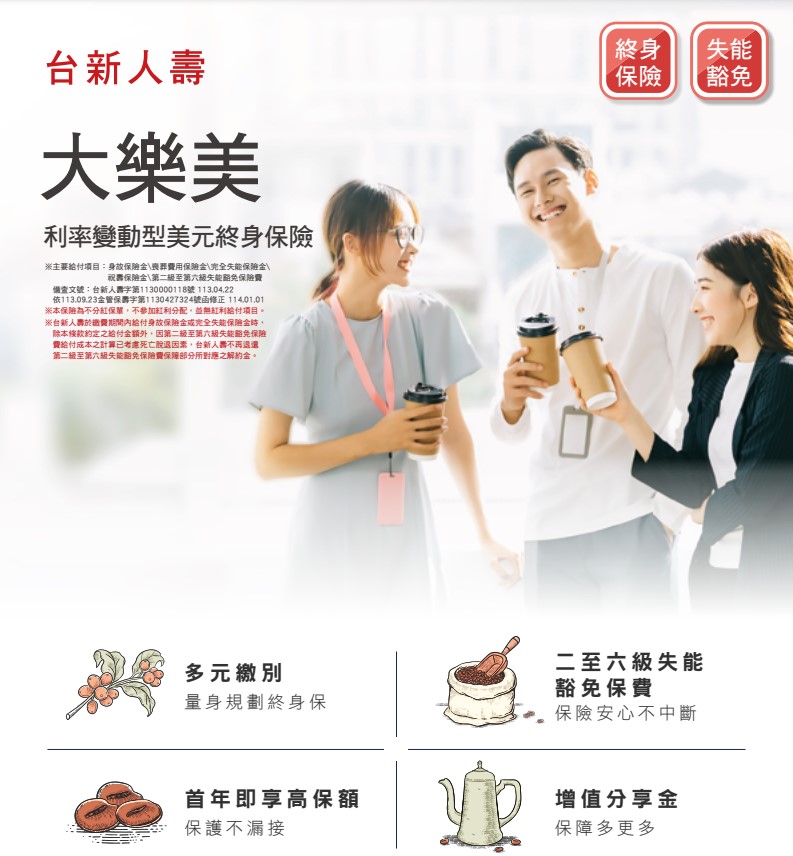 台新人壽
終身
保險
失能
豁免
大樂美
利率變動型美元終身保險
※主要給付項目：身故保險金\喪葬費用保險金\完全失能保險金\
祝壽保險金\第二級至第六級失能豁免保險費
備查文號：台新人壽字第1130000118號 113.04.22
依113.09.23金管保壽字第1130427324號函修正 114.01.01
※本保險為不分紅保單，不參加紅利分配，並無紅利給付項目。
※台新人壽於繳費期間內給付身故保險金或完全失能保險金時，
除本條款約定之給付金額外，因第二級至第六級失能豁免保險
費給付成本之計算已考慮死亡脫退因素，台新人壽不再退還
第二級至第六級失能豁免保險費保障部分所對應之解約金。
多元繳別
量身規劃終身保
二至六級失能
豁免保費
保險安心不中斷
首年即享高保額
保護不漏接
增值分享金
保障多更多